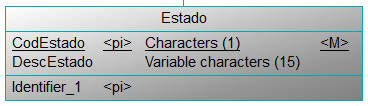 Estado
CodEstado <pi> Characters (1) <M>
DescEstado Variable characters (15)
Identifier_1 <pi>